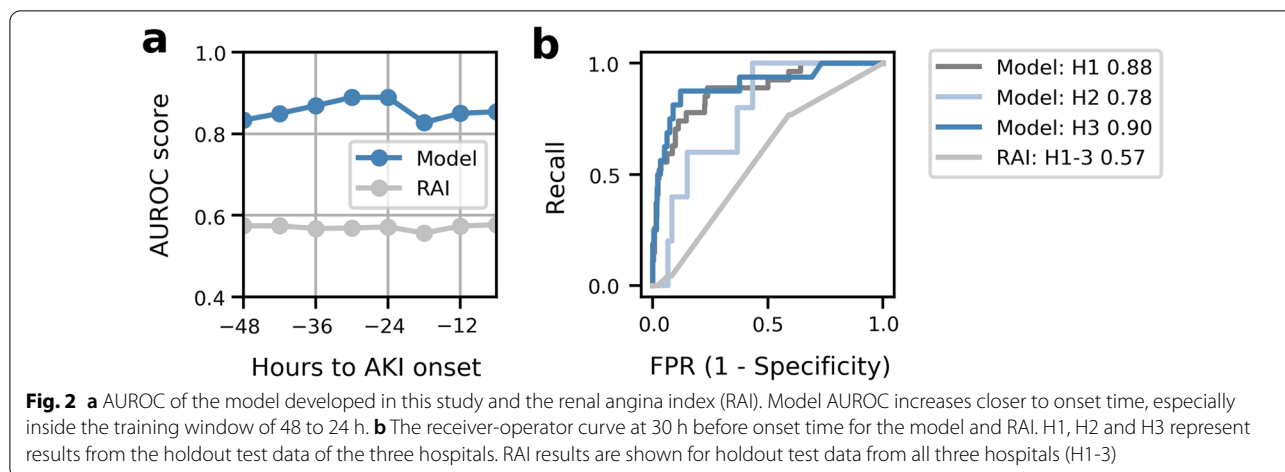 a
1.0
0.8
0.6
0.4
AUROC score
Model
RAI
−48
−36
−24
−12
Hours to AKI onset
b
1.0
0.5
0.0
Recall
0.0
0.5
1.0
FPR (1 - Specificity)
Model: H1 0.88
Model: H2 0.78
Model: H3 0.90
RAI: H1-3 0.57
Fig. 2 a AUROC of the model developed in this study and the renal angina index (RAI). Model AUROC increases closer to onset time, especially
inside the training window of 48 to 24 h. b The receiver-operator curve at 30 h before onset time for the model and RAI. H1, H2 and H3 represent
results from the holdout test data of the three hospitals. RAI results are shown for holdout test data from all three hospitals (H1-3)